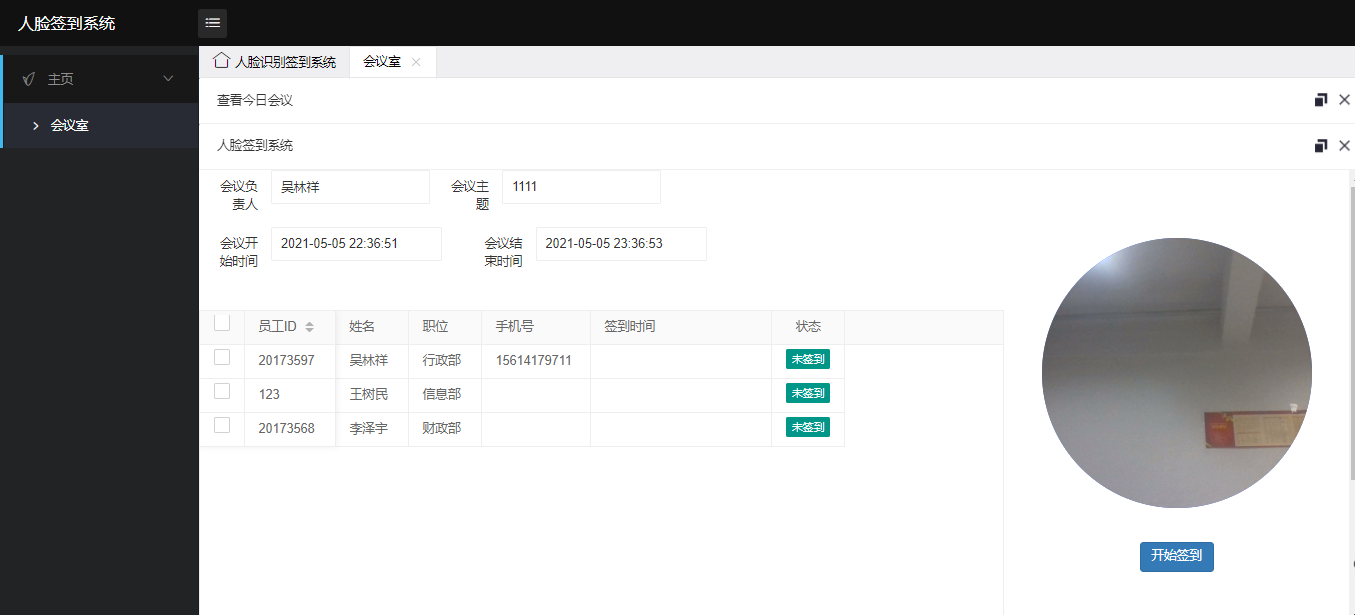 人脸签到系统
主页
会议室
人脸识别签到系统
会议室
查看今日会议
人脸签到系统
会议负
责人
吴林祥
会议主
题
1111
会议开
始时间
2021-05-05 22:36:51
会议结
束时间
2021-05-05 23:36:53
员工ID 姓名 职位 手机号 签到时间 状态
20173597 吴林祥 行政部 15614179711 未签到
123 王树民 信息部 未签到
20173568 李泽宇 财政部 未签到
开始签到